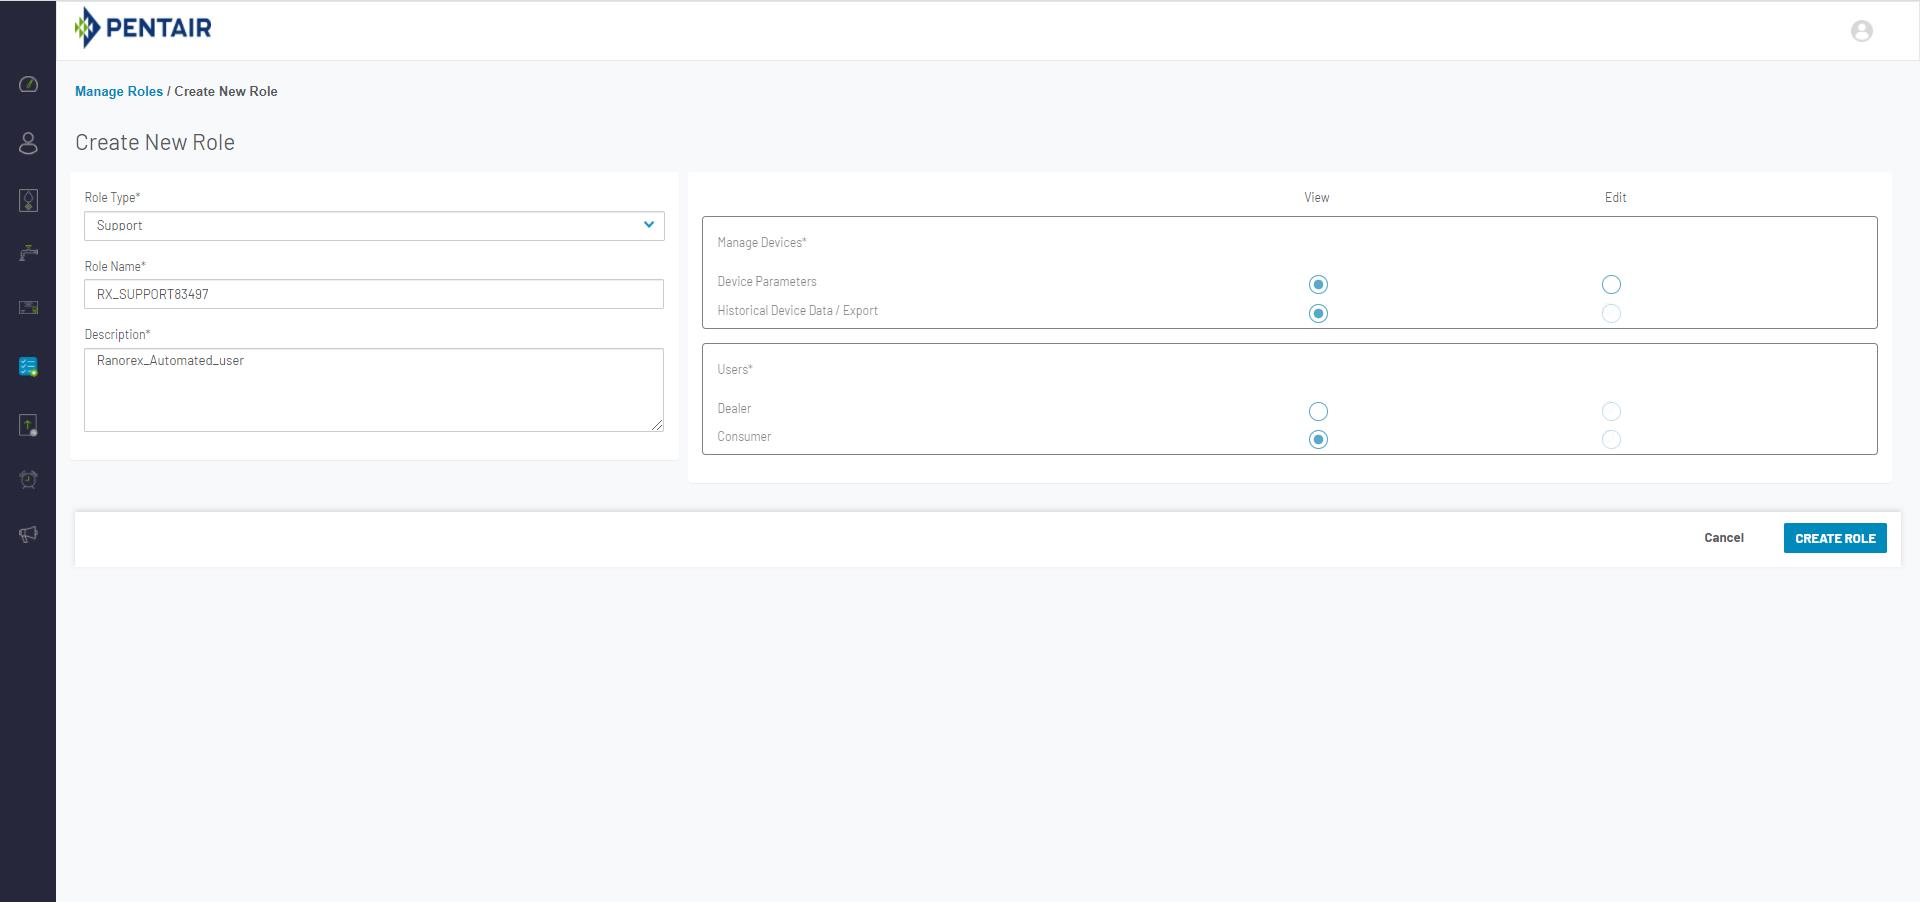 PENTAIR
Manage Roles / Create New Role
Create New Role
Role Type*
Support
Role Name*
RX_SUPPORT83497
Description*
Ranorex_Automated_user
View Edit
Manage Devices*
Device Parameters
Historical Device Data / Export
Users*
Dealer
Consumer
Cancel CREATE ROLE